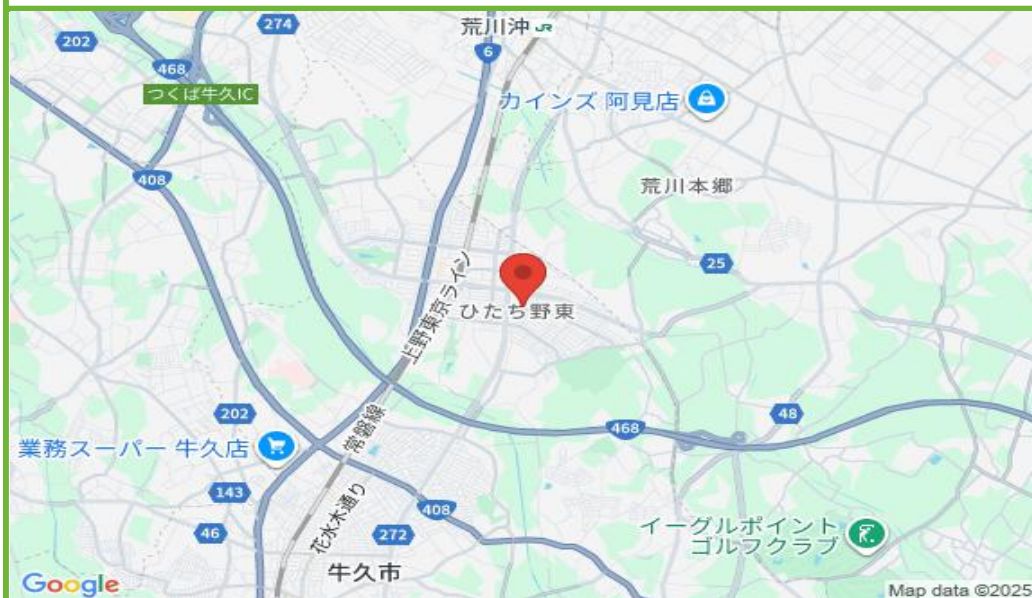 274
荒川沖 JR
202
6
468
つくば牛久IC
カインズ 阿見店
408
荒川本郷
25
上野東京ライン
ひたち野東
202
48
468
常磐線
業務スーパー 牛久店
143
408
花水木通り
46
272
イーグルポイント
ゴルフクラブ
牛久市
Google
Map data ©2025